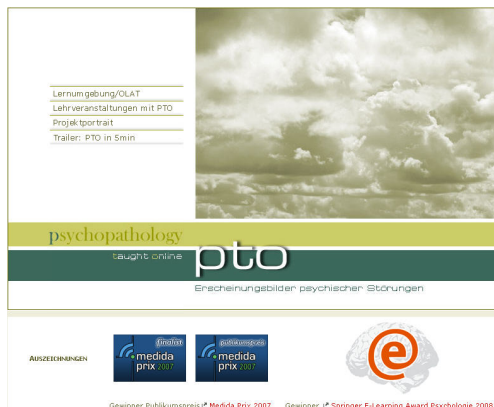 Lernumgebung/OLAT
Lehrveranstaltungen mit PTO
Projektportrait
Trailer: PTO in 5min
psychopathology
taught online
pto
Erscheinungsbilder psychischer Störungen
AUSZEICHNUNGEN
finalist
medida
prix 2007
publikumspreis
medida
prix 2007
@
Gewinner Publikumspreis Medida Prix 2007
Gewinner Springer E-Learning Award Psychologie 2008